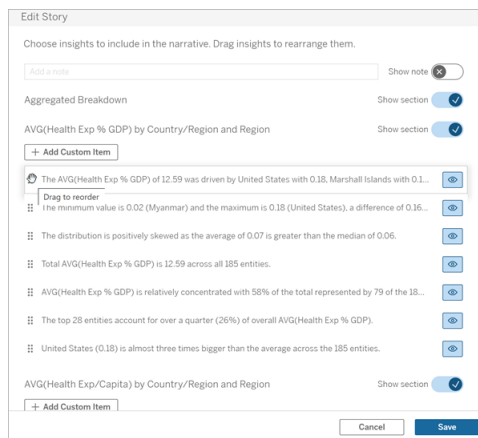 Edit Story
Choose insights to include in the narrative. Drag insights to rearrange them.
Add a note
Show note
Aggregated Breakdown
Show section
AVG(Health Exp % GDP) by Country/Region and Region
Show section
+ Add Custom Item
The AVG(Health Exp % GDP) of 12.59 was driven by United States with 0.18, Marshall Islands with 0.1...
Drag to reorder
The minimum value is 0.02 (Myanmar) and the maximum is 0.18 (United States), a difference of 0.16...
The distribution is positively skewed as the average of 0.07 is greater than the median of 0.06.
Total AVG(Health Exp % GDP) is 12.59 across all 185 entities.
AVG(Health Exp % GDP) is relatively concentrated with 58% of the total represented by 79 of the 18...
The top 28 entities account for over a quarter (26%) of overall AVG(Health Exp % GDP).
United States (0.18) is almost three times bigger than the average across the 185 entities.
AVG(Health Exp/Capita) by Country/Region and Region
Show section
+ Add Custom Item
Cancel
Save